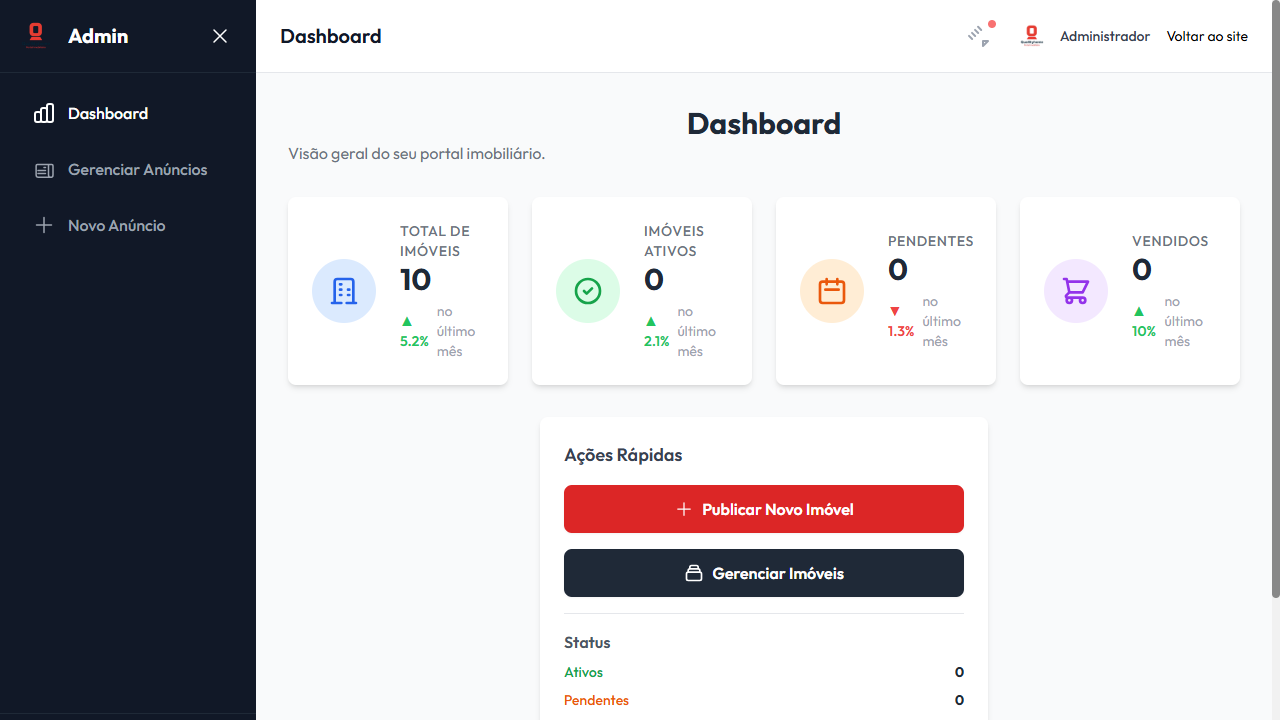 Admin
Dashboard
Gerenciar Anúncios
Novo Anúncio
Dashboard
Administrador
Voltar ao site
Dashboard
Visão geral do seu portal imobiliário.
TOTAL DE
IMÓVEIS
10
▲
5.2%
no
último
mês
IMÓVEIS
ATIVOS
0
▲
2.1%
no
último
mês
PENDENTES
0
▼
1.3%
no
último
mês
VENDIDOS
0
▲
10%
no
último
mês
Ações Rápidas
Publicar Novo Imóvel
Gerenciar Imóveis
Status
Ativos 0
Pendentes 0